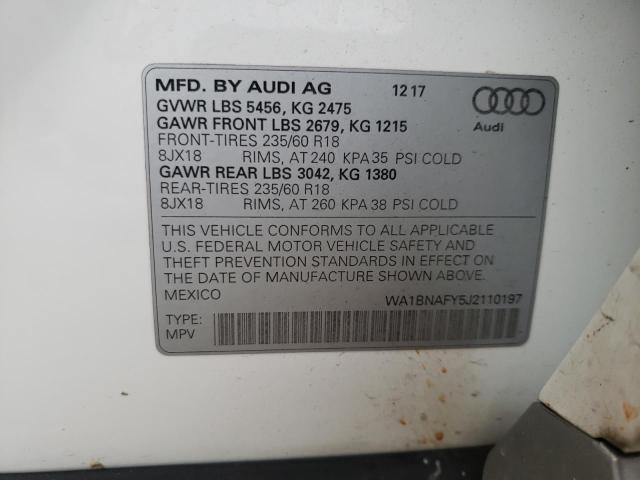 MFD. BY AUDI AG 12 17
GVWR LBS 5456, KG 2475
GAWR FRONT LBS 2679, KG 1215
FRONT-TIRES 235/60 R18
8JX18 RIMS, AT 240 KPA 35 PSI COLD
GAWR REAR LBS 3042, KG 1380
REAR-TIRES 235/60 R18
8JX18 RIMS, AT 260 KPA 38 PSI COLD
Audi
THIS VEHICLE CONFORMS TO ALL APPLICABLE
U.S. FEDERAL MOTOR VEHICLE SAFETY AND
THEFT PREVENTION STANDARDS IN EFFECT ON
THE DATE OF MANUFACTURE SHOWN ABOVE.
MEXICO WA1BNAFY5J2110197
TYPE:
MPV